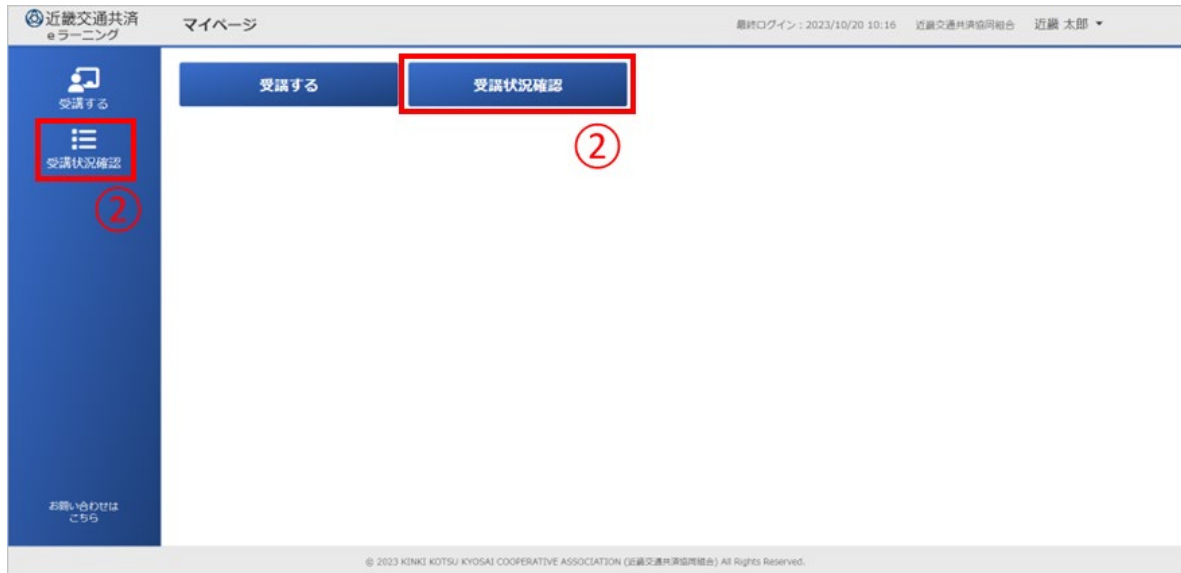 近畿交通共済
eラーニング
マイページ
最終ログイン：2023/10/20 10:16
近畿交通共済協同組合
近畿 太郎
受講する
受講状況確認
②
受講する
受講状況確認
②
お問い合わせは
こちら
© 2023 KINKI KOTSU KYOSAI COOPERATIVE ASSOCIATION (近畿交通共済協同組合) All Rights Reserved.